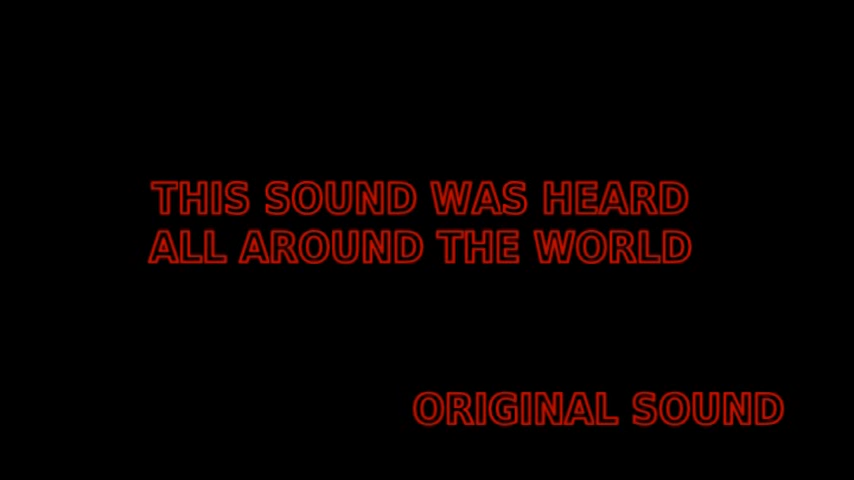 THIS SOUND WAS HEARD
ALL AROUND THE WORLD
ORIGINAL SOUND